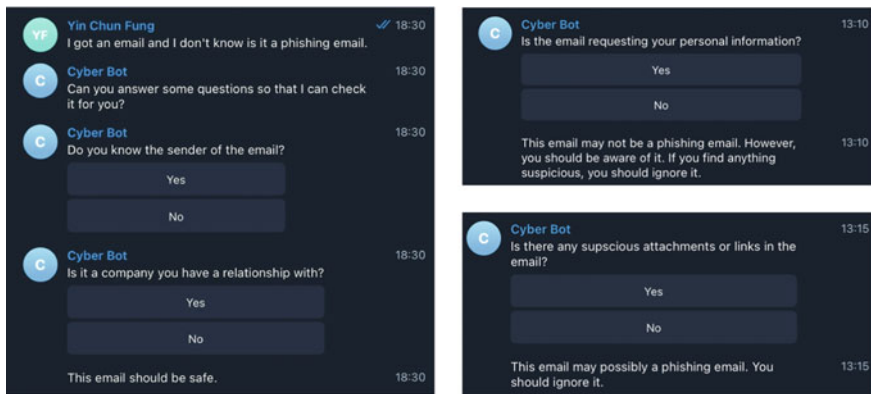 YF
Yin Chun Fung 18:30
I got an email and I don't know is it a phishing email.
C
Cyber Bot 18:30
Can you answer some questions so that I can check
it for you?
C
Cyber Bot 18:30
Do you know the sender of the email?
Yes
No
C
Cyber Bot 18:30
Is it a company you have a relationship with?
Yes
No
This email should be safe. 18:30
C
Cyber Bot 13:10
Is the email requesting your personal information?
Yes
No
This email may not be a phishing email. However, 13:10
you should be aware of it. If you find anything
suspicious, you should ignore it.
C
Cyber Bot 13:15
Is there any supscious attachments or links in the
email?
Yes
No
This email may possibly a phishing email. You 13:15
should ignore it.